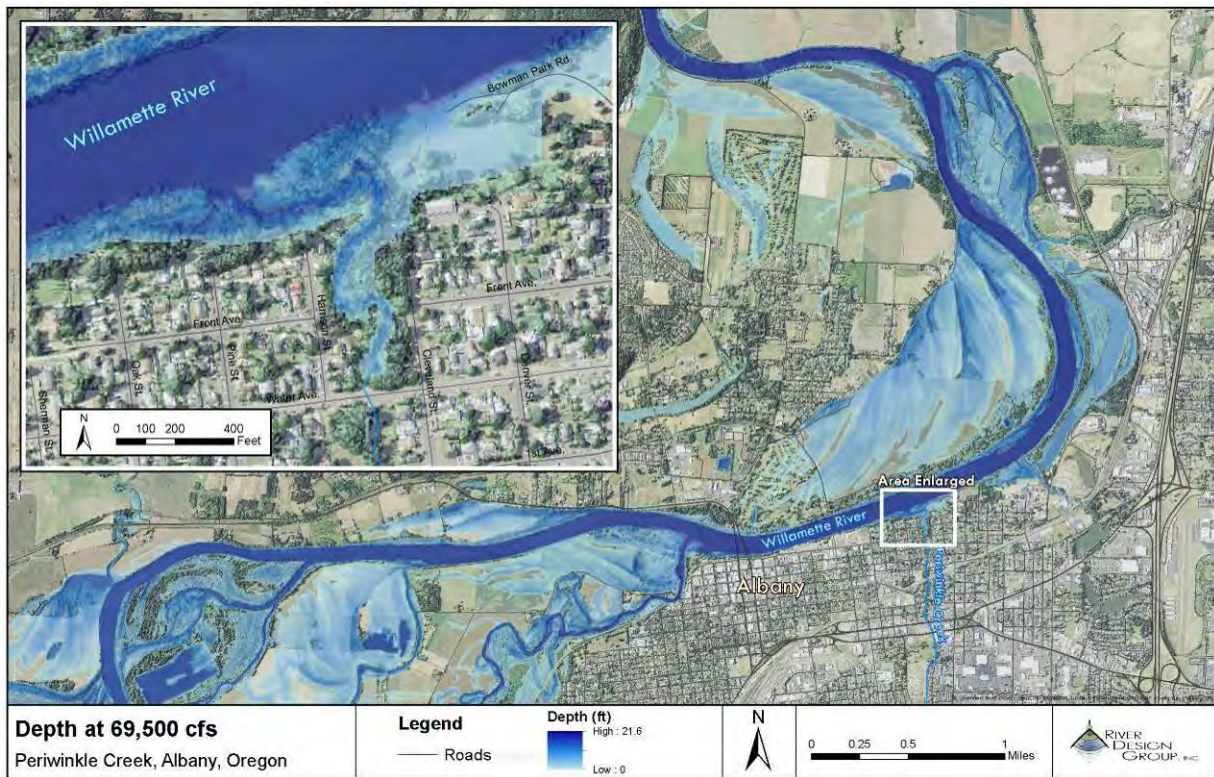 Willamette River
Bowman Park Rd.
Front Ave.
Front Ave.
Harrison St.
Oak St.
Pine St.
Cleveland St.
Denver St.
Water Ave.
Sherman St.
1st Ave.
N
0 100 200 400
Feet
Area Enlarged
Willamette River
Albany
Periwinkle Creek
Depth at 69,500 cfs
Periwinkle Creek, Albany, Oregon
Legend
Roads
Depth (ft)
High : 21.6
Low : 0
N
0 0.25 0.5 1
Miles
RIVER
DESIGN
GROUP, INC.